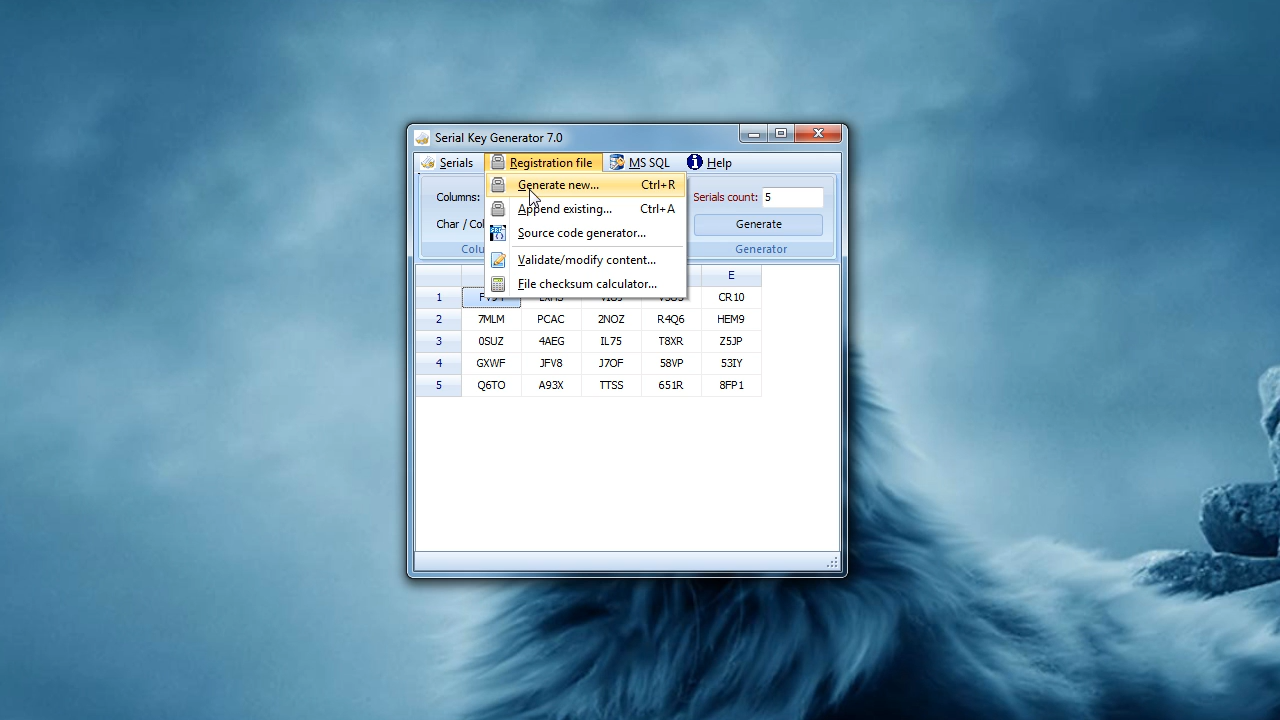 Serial Key Generator 7.0
Serials Registration file MS SQL Help
Generate new... Ctrl+R
Columns: Serials count: 5
Append existing... Ctrl+A
Generate
Source code generator...
Generator
Validate/modify content...
E
File checksum calculator...
1 CR10
2 7MLM PCAC 2NOZ R4Q6 HEM9
3 0SUZ 4AEG IL75 T8XR Z5JP
4 GXWF JFV8 J7OF 58VP 53IY
5 Q6TO A93X TTSS 651R 8FP1